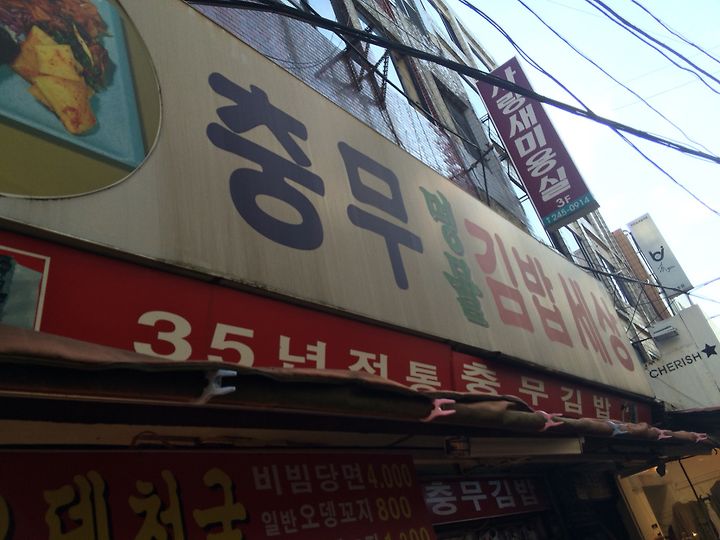 충무 명물 김밥세상
사랑새미용실
3F
T.245-0914
35년전통충무김밥
CHERISH
비빔당면 4,000
일반오뎅꼬지 800
충무김밥